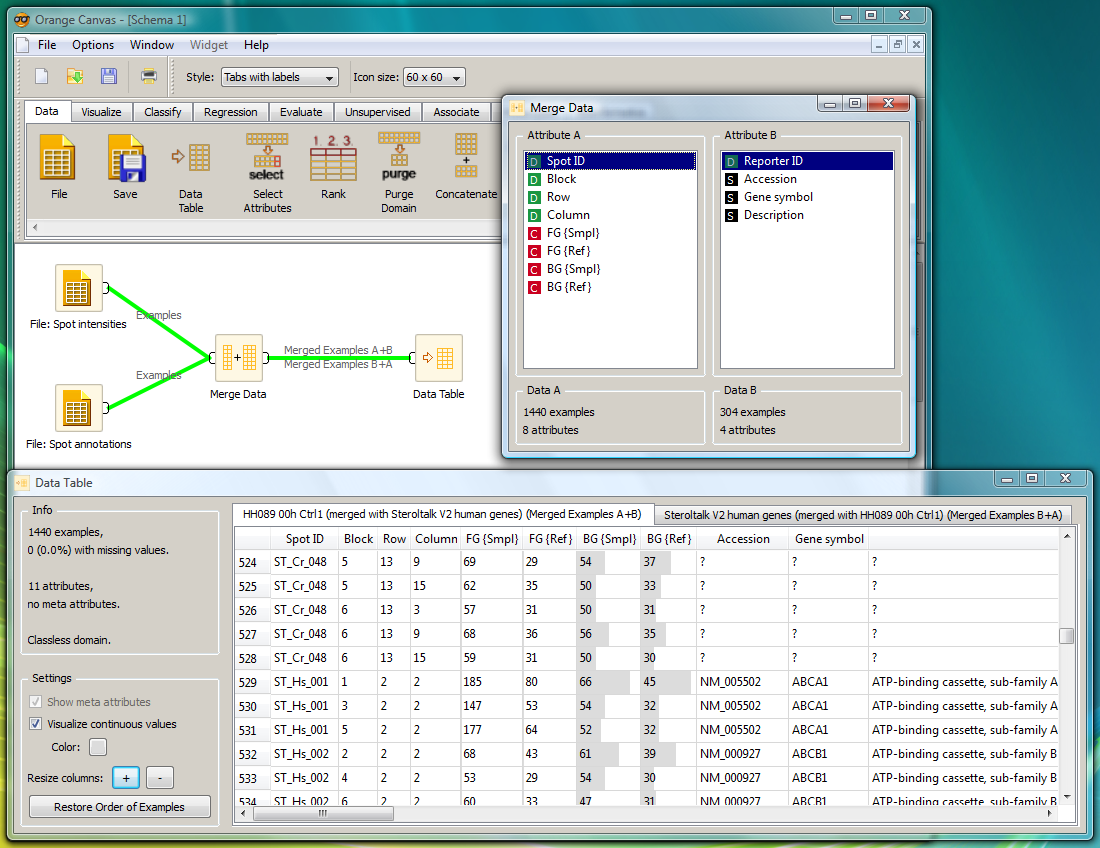 Orange Canvas - [Schema 1]
File Options Window Widget Help
Style: Tabs with labels Icon size: 60 x 60
Data Visualize Classify Regression Evaluate Unsupervised Associate
1. 2. 3.
select purge
File Save Data Table Select Attributes Rank Purge Domain Concatenate
File: Spot intensities
Examples
Examples
File: Spot annotations
Merge Data
Merged Examples A+B
Merged Examples B+A
Data Table
Merge Data
Attribute A
D Spot ID
D Block
D Row
D Column
C FG {Smpl}
C FG {Ref}
C BG {Smpl}
C BG {Ref}
Attribute B
D Reporter ID
S Accession
S Gene symbol
S Description
Data A
1440 examples
8 attributes
Data B
304 examples
4 attributes
Data Table
Info
1440 examples,
0 (0.0%) with missing values.
11 attributes,
no meta attributes.
Classless domain.
Settings
Show meta attributes
Visualize continuous values
Color:
Resize columns: + -
Restore Order of Examples
HH089 00h Ctrl1 (merged with Steroltalk V2 human genes) (Merged Examples A+B) Steroltalk V2 human genes (merged with HH089 00h Ctrl1) (Merged Examples B+A)
Spot ID Block Row Column FG {Smpl} FG {Ref} BG {Smpl} BG {Ref} Accession Gene symbol
524 ST_Cr_048 5 13 9 69 29 54 37 ? ? ?
525 ST_Cr_048 5 13 15 62 35 50 33 ? ? ?
526 ST_Cr_048 6 13 3 57 31 50 31 ? ? ?
527 ST_Cr_048 6 13 9 68 36 56 35 ? ? ?
528 ST_Cr_048 6 13 15 59 31 50 30 ? ? ?
529 ST_Hs_001 1 2 2 185 80 66 45 NM_005502 ABCA1 ATP-binding cassette, sub-family A
530 ST_Hs_001 3 2 2 147 53 54 32 NM_005502 ABCA1 ATP-binding cassette, sub-family A
531 ST_Hs_001 5 2 2 177 64 52 32 NM_005502 ABCA1 ATP-binding cassette, sub-family A
532 ST_Hs_002 2 2 2 68 43 61 39 NM_000927 ABCB1 ATP-binding cassette, sub-family B
533 ST_Hs_002 4 2 2 53 29 54 30 NM_000927 ABCB1 ATP-binding cassette, sub-family B
534 ST_Hs_002 6 2 2 60 33 47 31 NM_000927 ABCB1 ATP-binding cassette, sub-family B